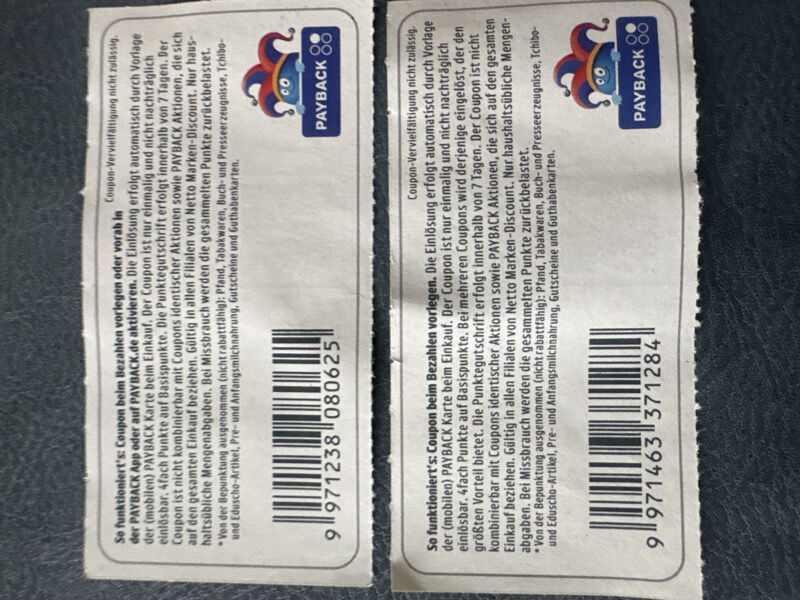 Coupon-Vervielfältigung nicht zulässig.
So funktioniert's: Coupon beim Bezahlen vorlegen oder vorab in
der PAYBACK App oder auf PAYBACK.de aktivieren. Die Einlösung erfolgt automatisch durch Vorlage
der (mobilen) PAYBACK Karte beim Einkauf. Der Coupon ist nur einmalig und nicht nachträglich
einlösbar. 4fach Punkte auf Basispunkte. Die Punktegutschrift erfolgt innerhalb von 7 Tagen. Der
Coupon ist nicht kombinierbar mit Coupons identischer Aktionen sowie PAYBACK Aktionen, die sich
auf den gesamten Einkauf beziehen. Gültig in allen Filialen von Netto Marken-Discount. Nur haus-
haltsübliche Mengenabgaben. Bei Missbrauch werden die gesammelten Punkte zurückbelastet.
* Von der Bepunktung ausgenommen (nicht rabattfähig): Pfand, Tabakwaren, Buch- und Presseerzeugnisse, Tchibo-
und Eduscho-Artikel, Pre- und Anfangsmilchnahrung, Gutscheine und Guthabenkarten.
PAYBACK
9 971238 080625
Coupon-Vervielfältigung nicht zulässig.
So funktioniert's: Coupon beim Bezahlen vorlegen. Die Einlösung erfolgt automatisch durch Vorlage
der (mobilen) PAYBACK Karte beim Einkauf. Der Coupon ist nur einmalig und nicht nachträglich
einlösbar. 4fach Punkte auf Basispunkte. Bei mehreren Coupons wird derjenige eingelöst, der den
größten Vorteil bietet. Die Punktegutschrift erfolgt innerhalb von 7 Tagen. Der Coupon ist nicht
kombinierbar mit Coupons identischer Aktionen sowie PAYBACK Aktionen, die sich auf den gesamten
Einkauf beziehen. Gültig in allen Filialen von Netto Marken-Discount. Nur haushaltsübliche Mengen-
abgaben. Bei Missbrauch werden die gesammelten Punkte zurückbelastet.
* Von der Bepunktung ausgenommen (nicht rabattfähig): Pfand, Tabakwaren, Buch- und Presseerzeugnisse, Tchibo-
und Eduscho-Artikel, Pre- und Anfangsmilchnahrung, Gutscheine und Guthabenkarten.
PAYBACK
9 971463 371284